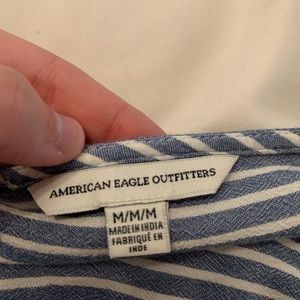 AMERICAN EAGLE OUTFITTERS
M/M/M
MADE IN INDIA
FABRIQUÉ EN
INDE